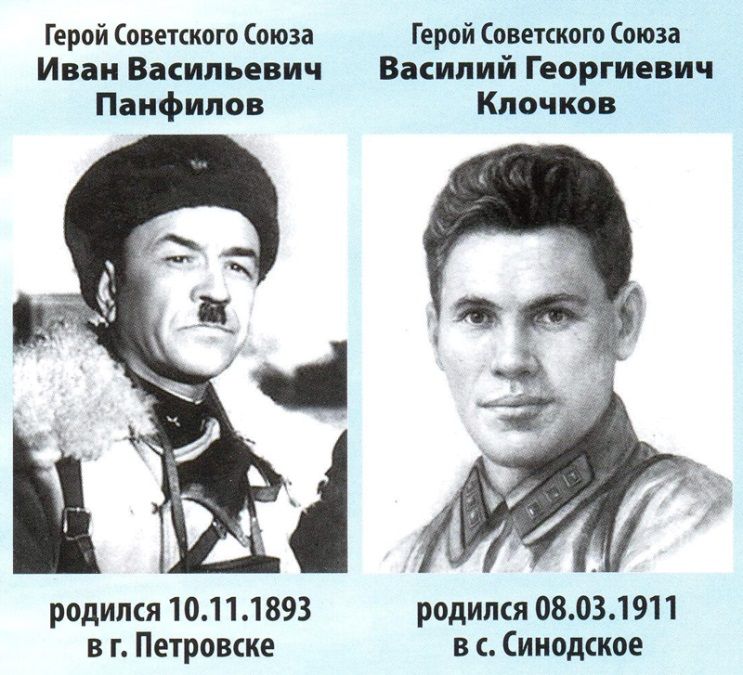 Герой Советского Союза
Иван Васильевич
Панфилов
родился 10.11.1893
в г. Петровске
Герой Советского Союза
Василий Георгиевич
Клочков
родился 08.03.1911
в с. Синодское